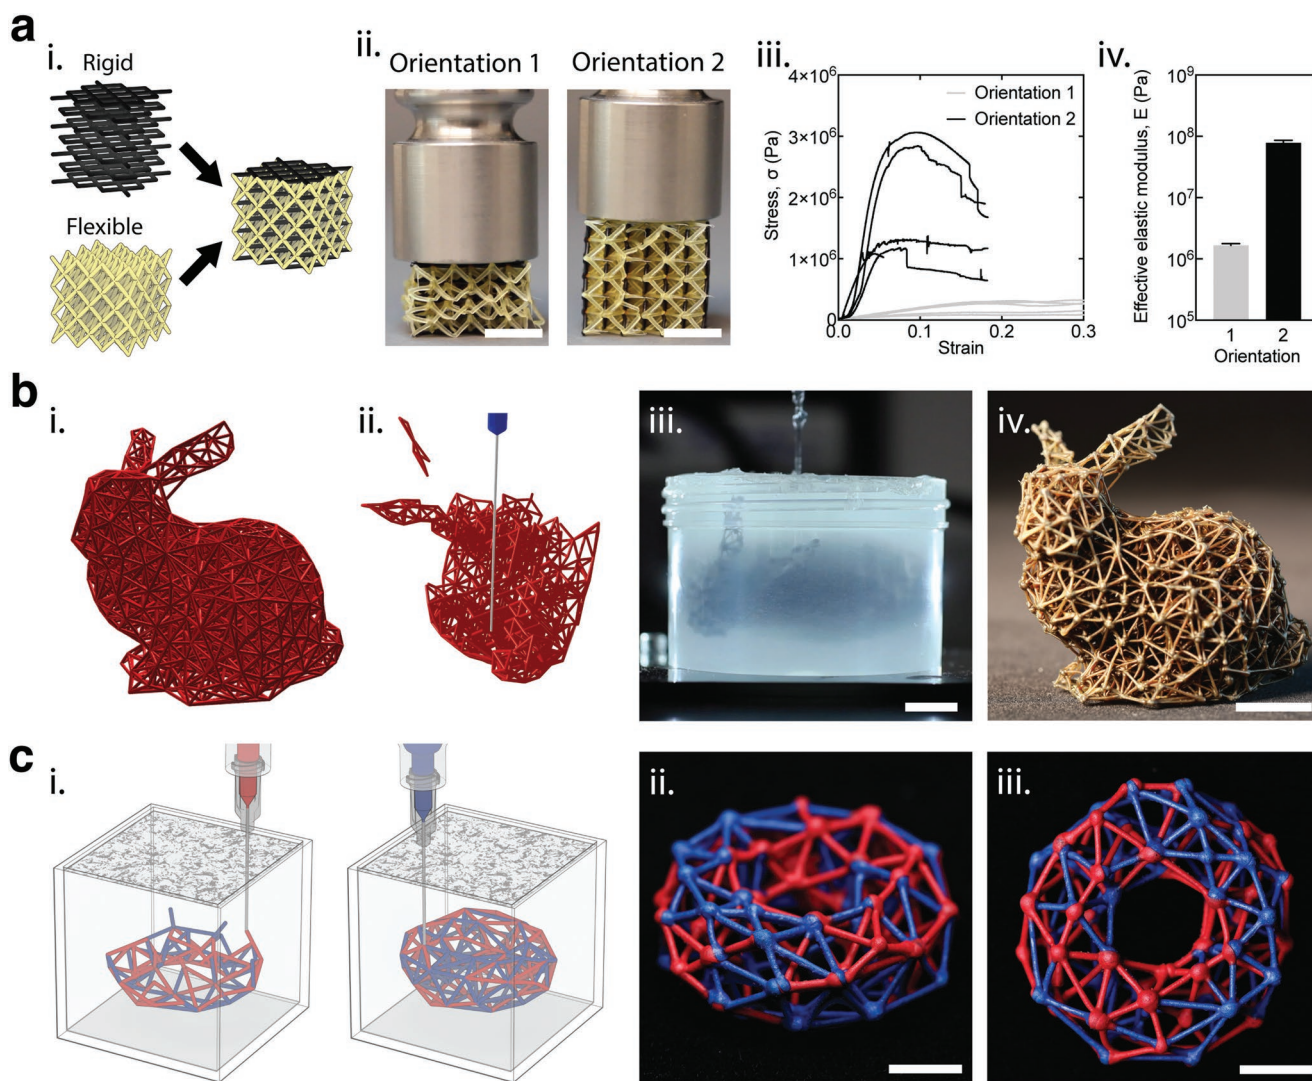 a
i.
Rigid
Flexible
ii.
Orientation 1
Orientation 2
iii.
Stress, σ (Pa)
4×10⁶
3×10⁶
2×10⁶
1×10⁶
0
0.0
0.1
0.2
0.3
Strain
Orientation 1
Orientation 2
iv.
Effective elastic modulus, E (Pa)
10⁹
10⁸
10⁷
10⁶
10⁵
1
2
Orientation
b
i.
ii.
iii.
iv.
c
i.
ii.
iii.